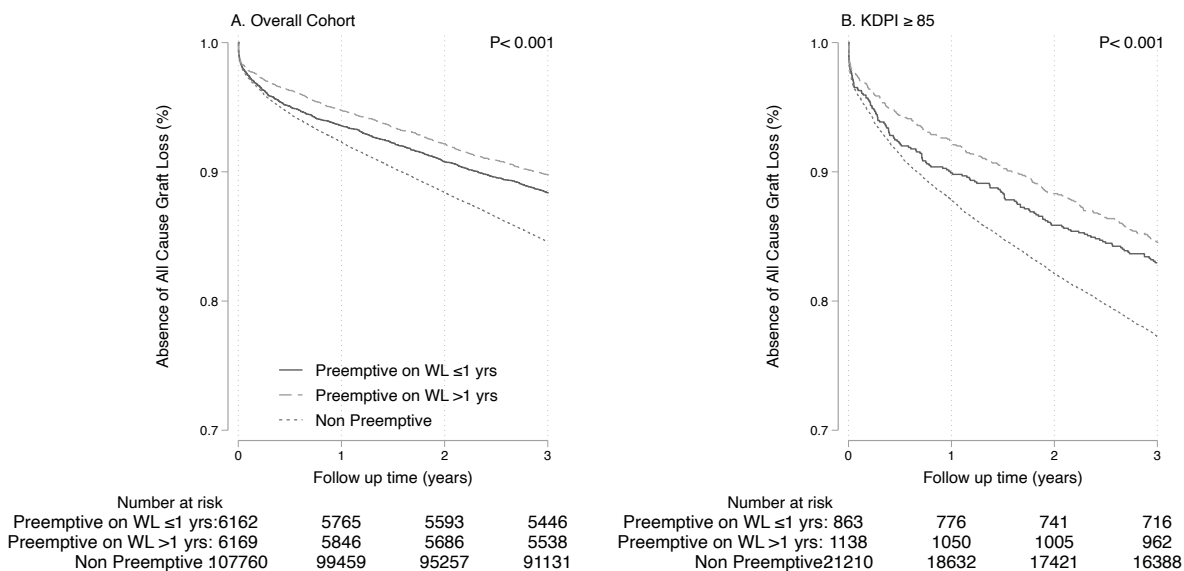 A. Overall Cohort
P< 0.001
Absence of All Cause Graft Loss (%)
1.0
0.9
0.8
0.7
Preemptive on WL ≤1 yrs
Preemptive on WL >1 yrs
Non Preemptive
0 1 2 3
Follow up time (years)
Number at risk
Preemptive on WL ≤1 yrs:6162 5765 5593 5446
Preemptive on WL >1 yrs: 6169 5846 5686 5538
Non Preemptive :107760 99459 95257 91131
B. KDPI ≥ 85
P< 0.001
Absence of All Cause Graft Loss (%)
1.0
0.9
0.8
0.7
0 1 2 3
Follow up time (years)
Number at risk
Preemptive on WL ≤1 yrs: 863 776 741 716
Preemptive on WL >1 yrs: 1138 1050 1005 962
Non Preemptive21210 18632 17421 16388